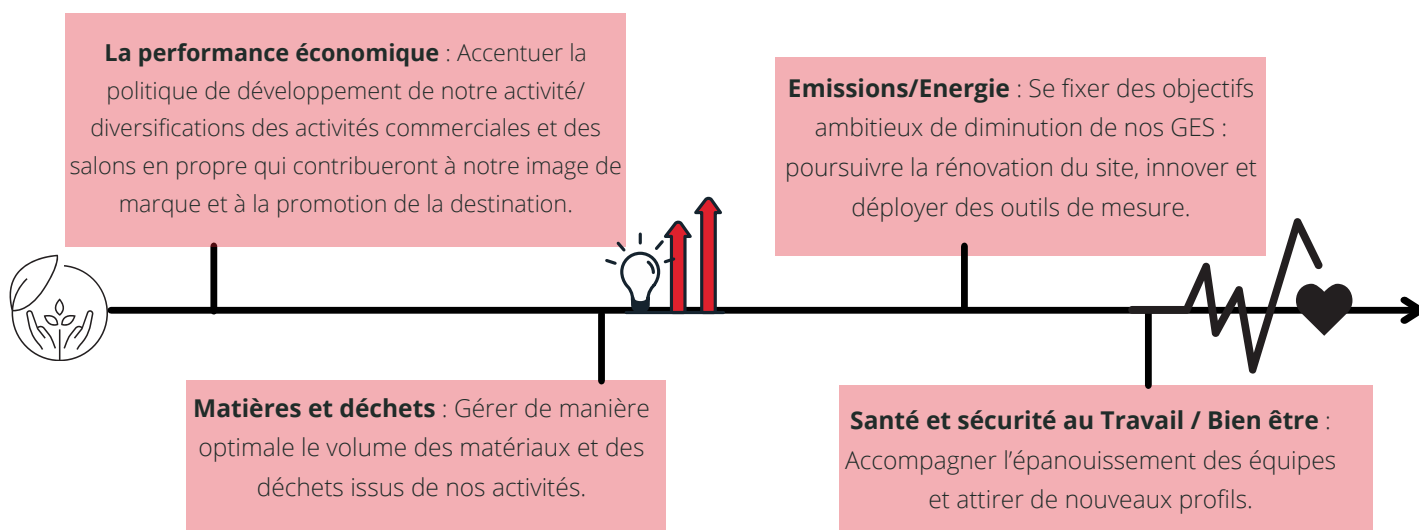 La performance économique : Accentuer la
politique de développement de notre activité/
diversifications des activités commerciales et des
salons en propre qui contribueront à notre image de
marque et à la promotion de la destination.
Emissions/Energie : Se fixer des objectifs
ambitieux de diminution de nos GES :
poursuivre la rénovation du site, innover et
déployer des outils de mesure.
Matières et déchets : Gérer de manière
optimale le volume des matériaux et des
déchets issus de nos activités.
Santé et sécurité au Travail / Bien être :
Accompagner l’épanouissement des équipes
et attirer de nouveaux profils.